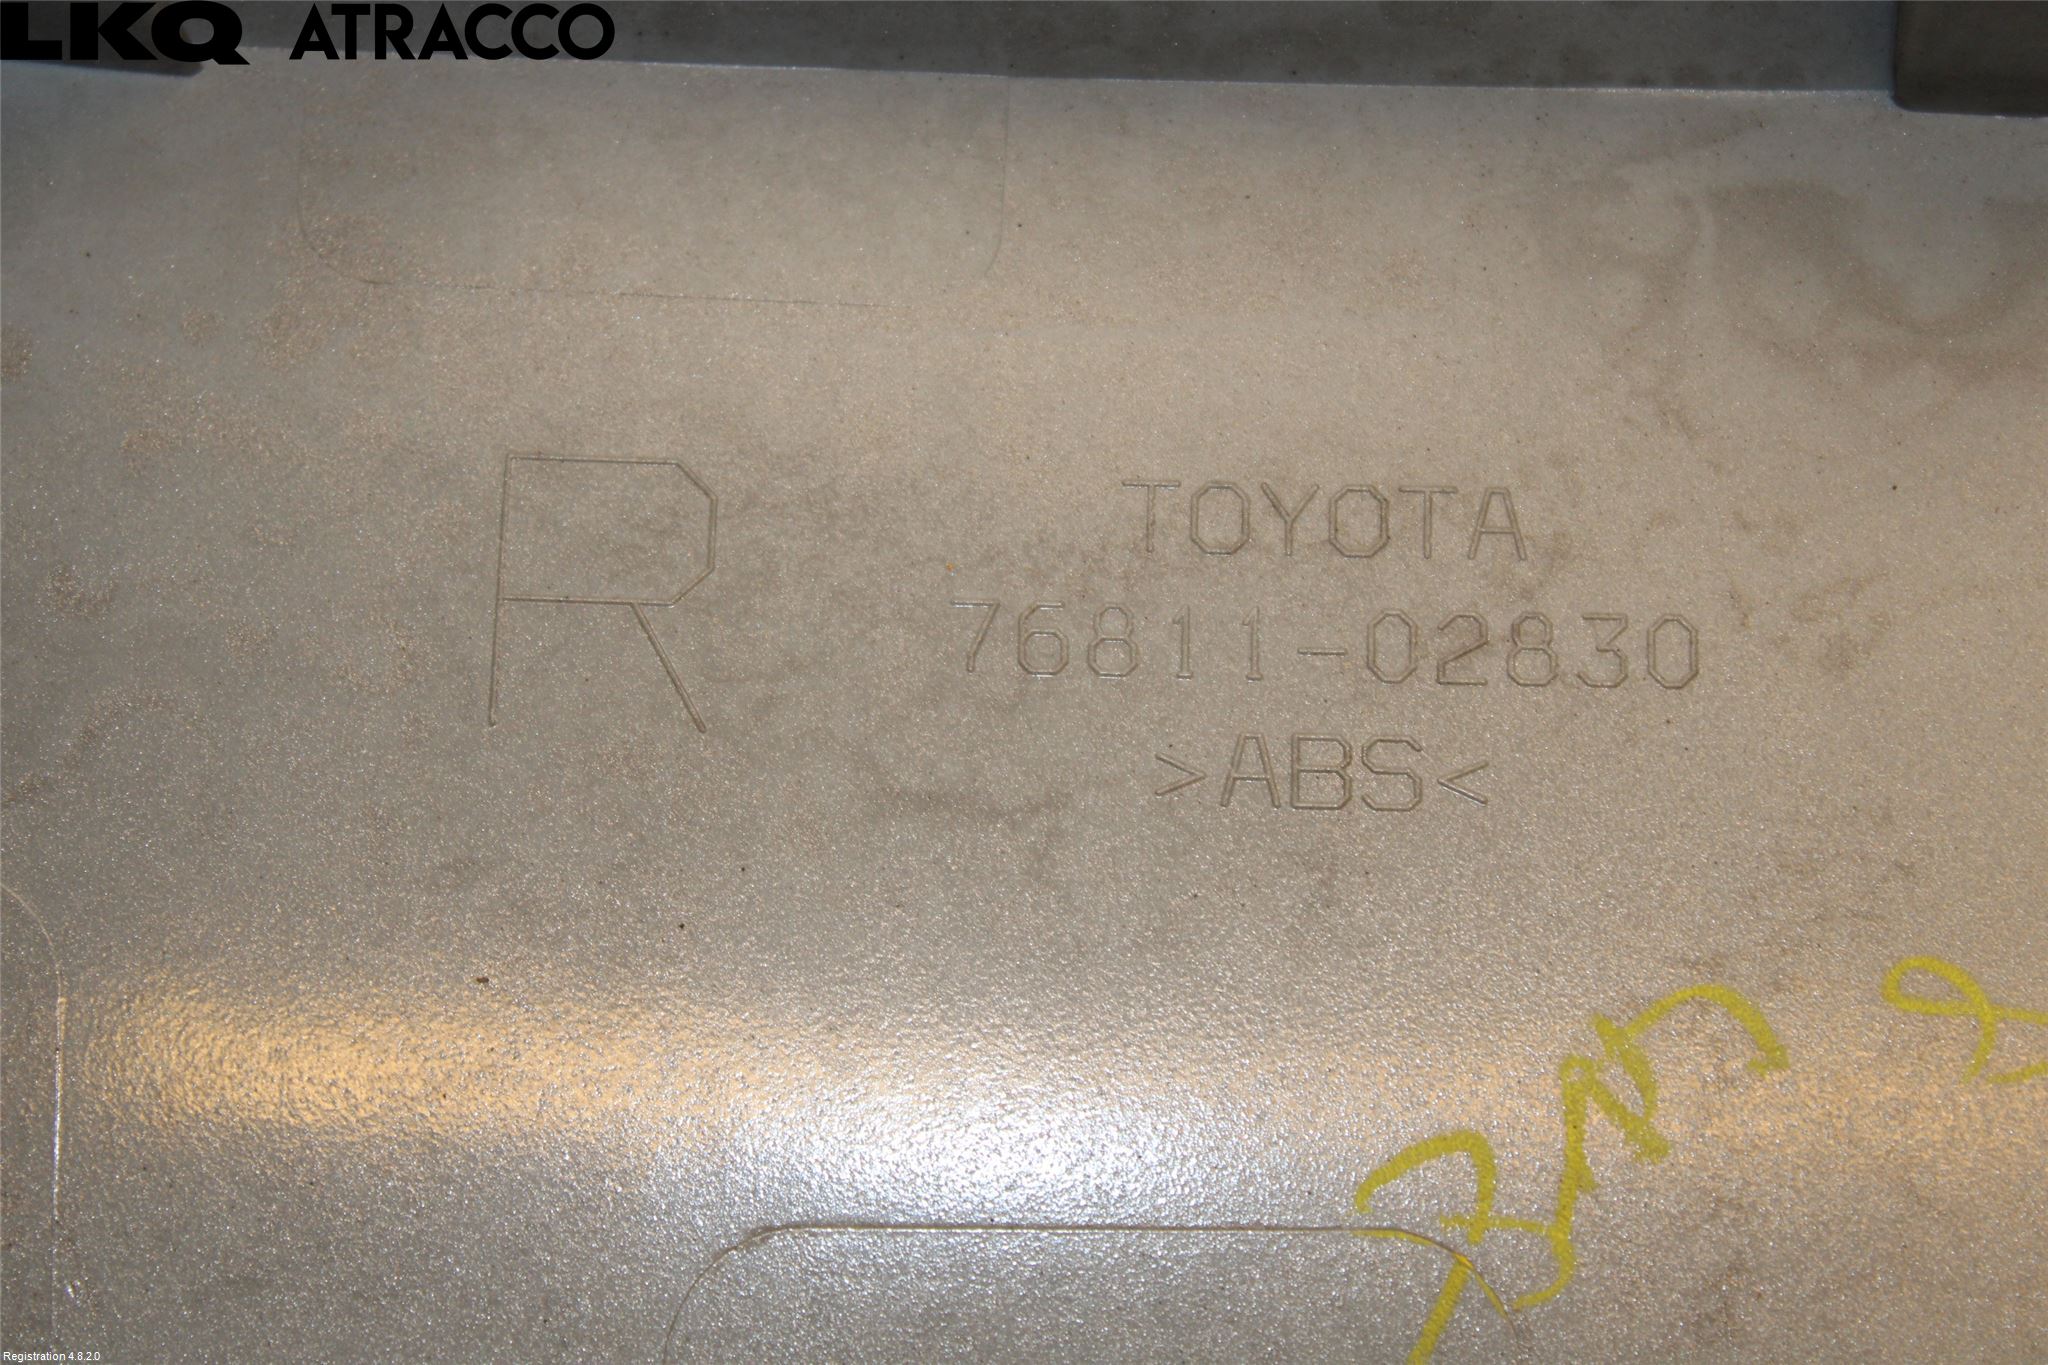 LKQ ATRACCO
R
TOYOTA
76811-02830
>ABS<
Registration 4.8.2.0